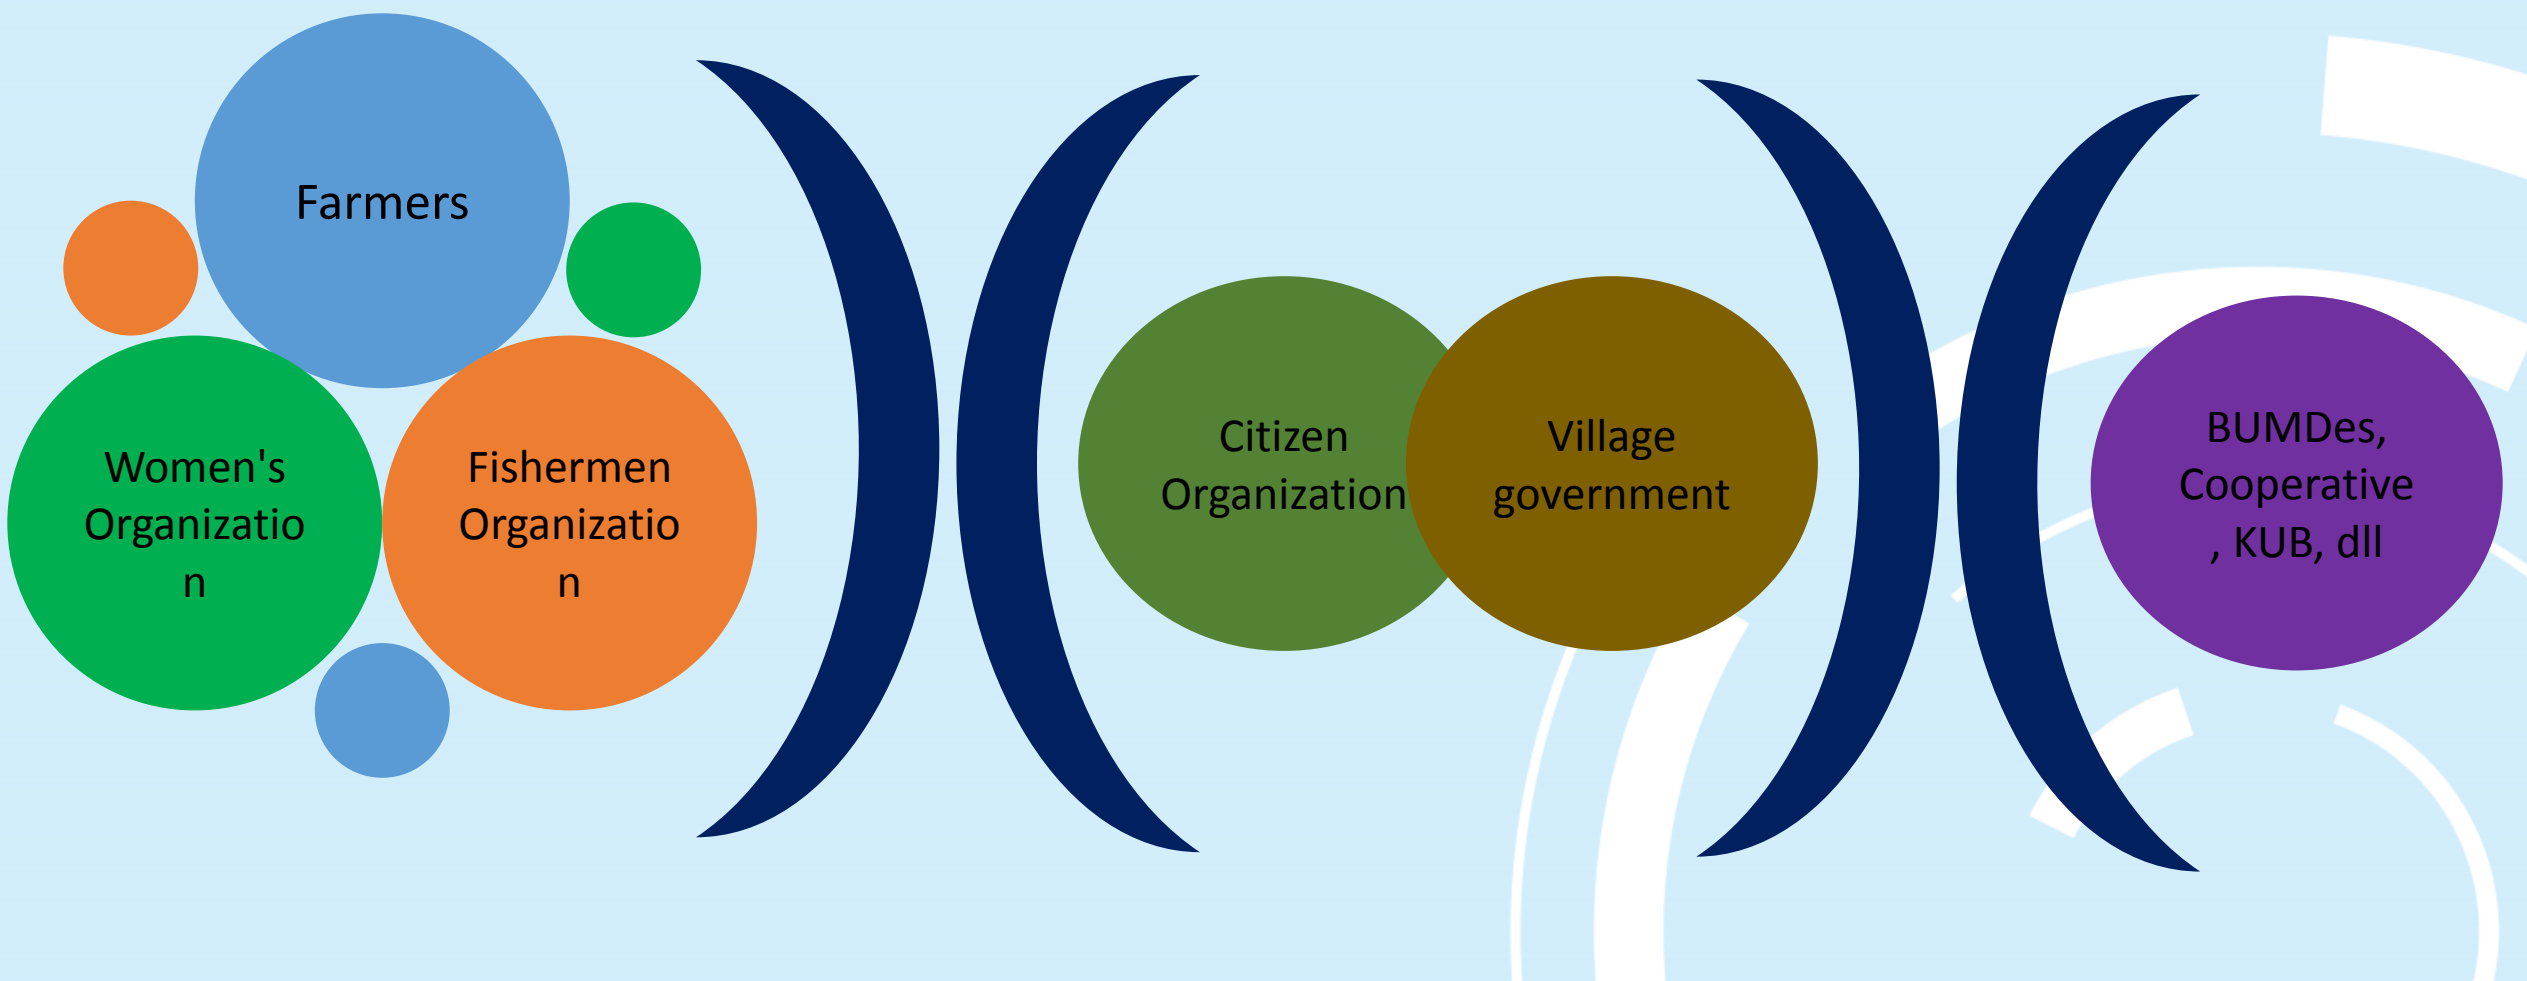 Farmers
Women's
Organizatio
n
Fishermen
Organizatio
n
Citizen
Organization
Village
government
BUMDes,
Cooperative
, KUB, dll